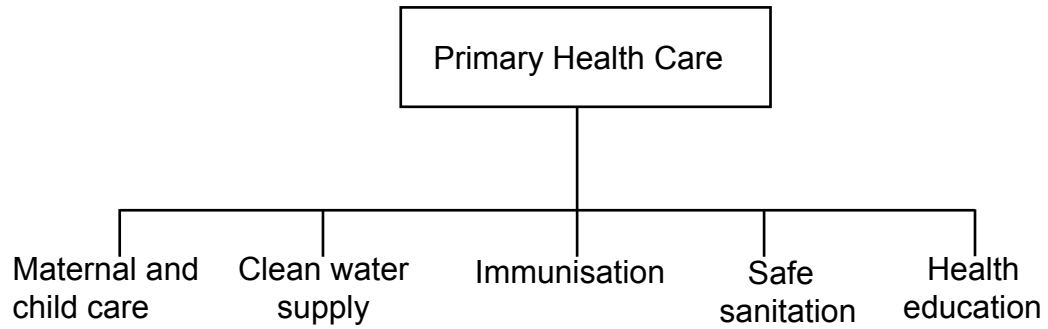 Primary Health Care
Maternal and
child care
Clean water
supply
Immunisation
Safe
sanitation
Health
education